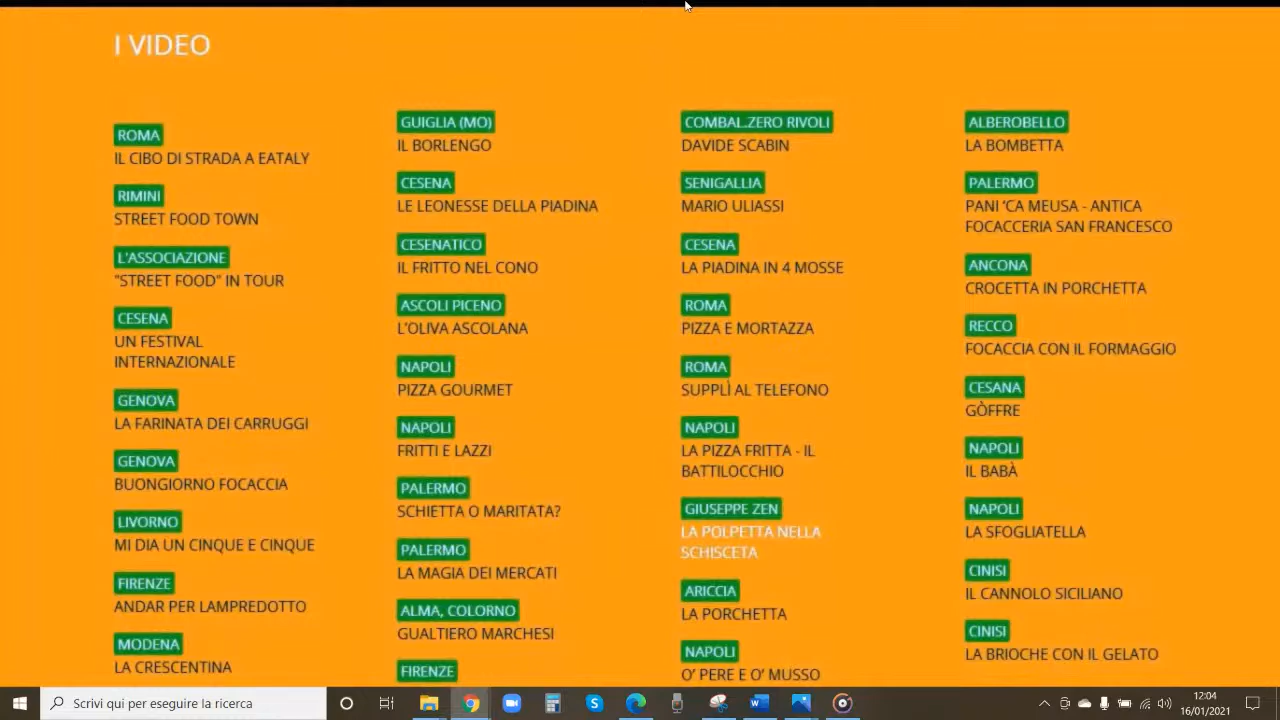 I VIDEO
ROMA
IL CIBO DI STRADA A EATALY
RIMINI
STREET FOOD TOWN
L'ASSOCIAZIONE
"STREET FOOD" IN TOUR
CESENA
UN FESTIVAL
INTERNAZIONALE
GENOVA
LA FARINATA DEI CARRUGGI
GENOVA
BUONGIORNO FOCACCIA
LIVORNO
MI DIA UN CINQUE E CINQUE
FIRENZE
ANDAR PER LAMPREDOTTO
MODENA
LA CRESCENTINA
GUIGLIA (MO)
IL BORLENGO
CESENA
LE LEONESSE DELLA PIADINA
CESENATICO
IL FRITTO NEL CONO
ASCOLI PICENO
L'OLIVA ASCOLANA
NAPOLI
PIZZA GOURMET
NAPOLI
FRITTI E LAZZI
PALERMO
SCHIETTA O MARITATA?
PALERMO
LA MAGIA DEI MERCATI
ALMA, COLORNO
GUALTIERO MARCHESI
FIRENZE
COMBAL.ZERO RIVOLI
DAVIDE SCABIN
SENIGALLIA
MARIO ULIASSI
CESENA
LA PIADINA IN 4 MOSSE
ROMA
PIZZA E MORTAZZA
ROMA
SUPPLÌ AL TELEFONO
NAPOLI
LA PIZZA FRITTA - IL
BATTILOCCHIO
GIUSEPPE ZEN
LA POLPETTA NELLA
SCHISCETA
ARICCIA
LA PORCHETTA
NAPOLI
O' PERE E O' MUSSO
ALBEROBELLO
LA BOMBETTA
PALERMO
PANI 'CA MEUSA - ANTICA
FOCACCERIA SAN FRANCESCO
ANCONA
CROCETTA IN PORCHETTA
RECCO
FOCACCIA CON IL FORMAGGIO
CESANA
GÒFFRE
NAPOLI
IL BABÀ
NAPOLI
LA SFOGLIATELLA
CINISI
IL CANNOLO SICILIANO
CINISI
LA BRIOCHE CON IL GELATO
Scrivi qui per eseguire la ricerca
12:04
16/01/2021